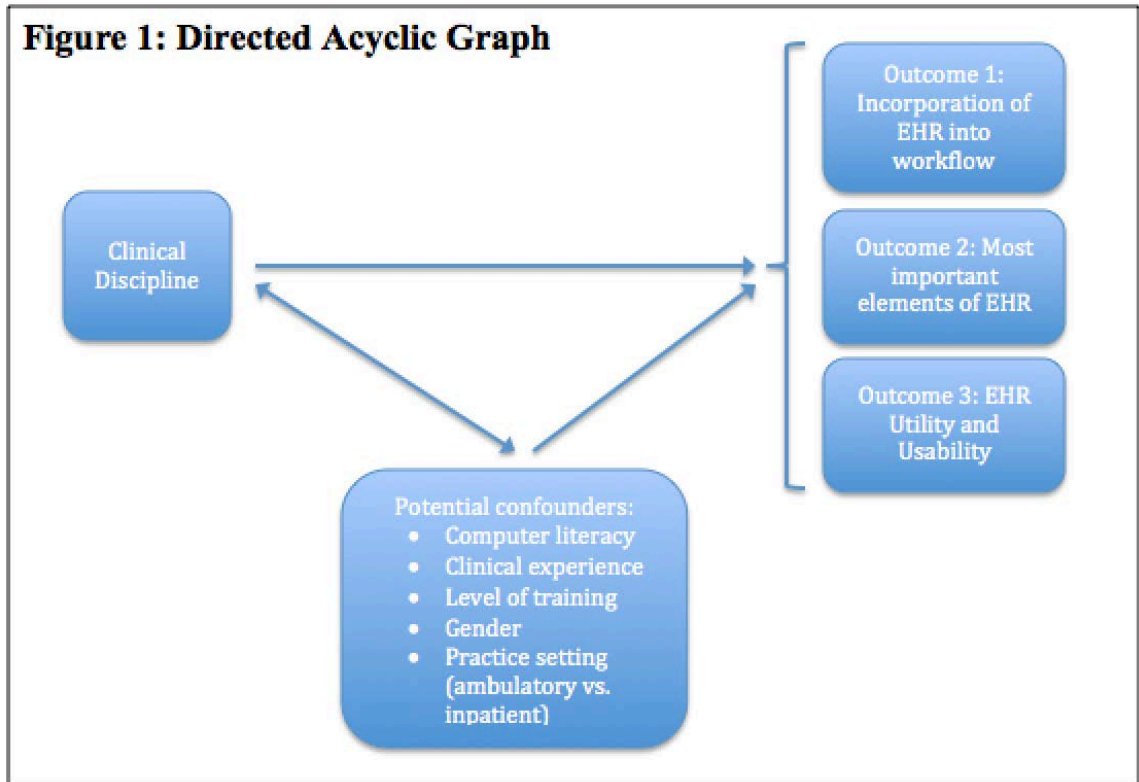 Figure 1: Directed Acyclic Graph
Outcome 1:
Incorporation of
EHR into
workflow
Clinical
Discipline
Outcome 2: Most
important
elements of EHR
Outcome 3: EHR
Utility and
Usability
Potential confounders:
• Computer literacy
• Clinical experience
• Level of training
• Gender
• Practice setting
(ambulatory vs.
inpatient)